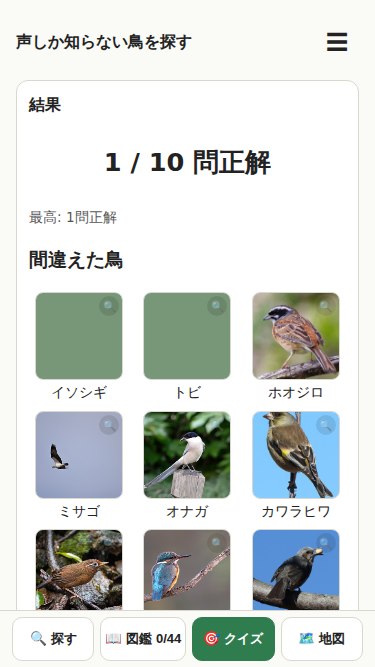 声しか知らない鳥を探す
☰
結果
1 / 10 問正解
最高: 1問正解
間違えた鳥
イソシギ
トビ
ホオジロ
ミサゴ
オナガ
カワラヒワ
🔍 探す
📖 図鑑 0/44
🎯 クイズ
🗺️ 地図